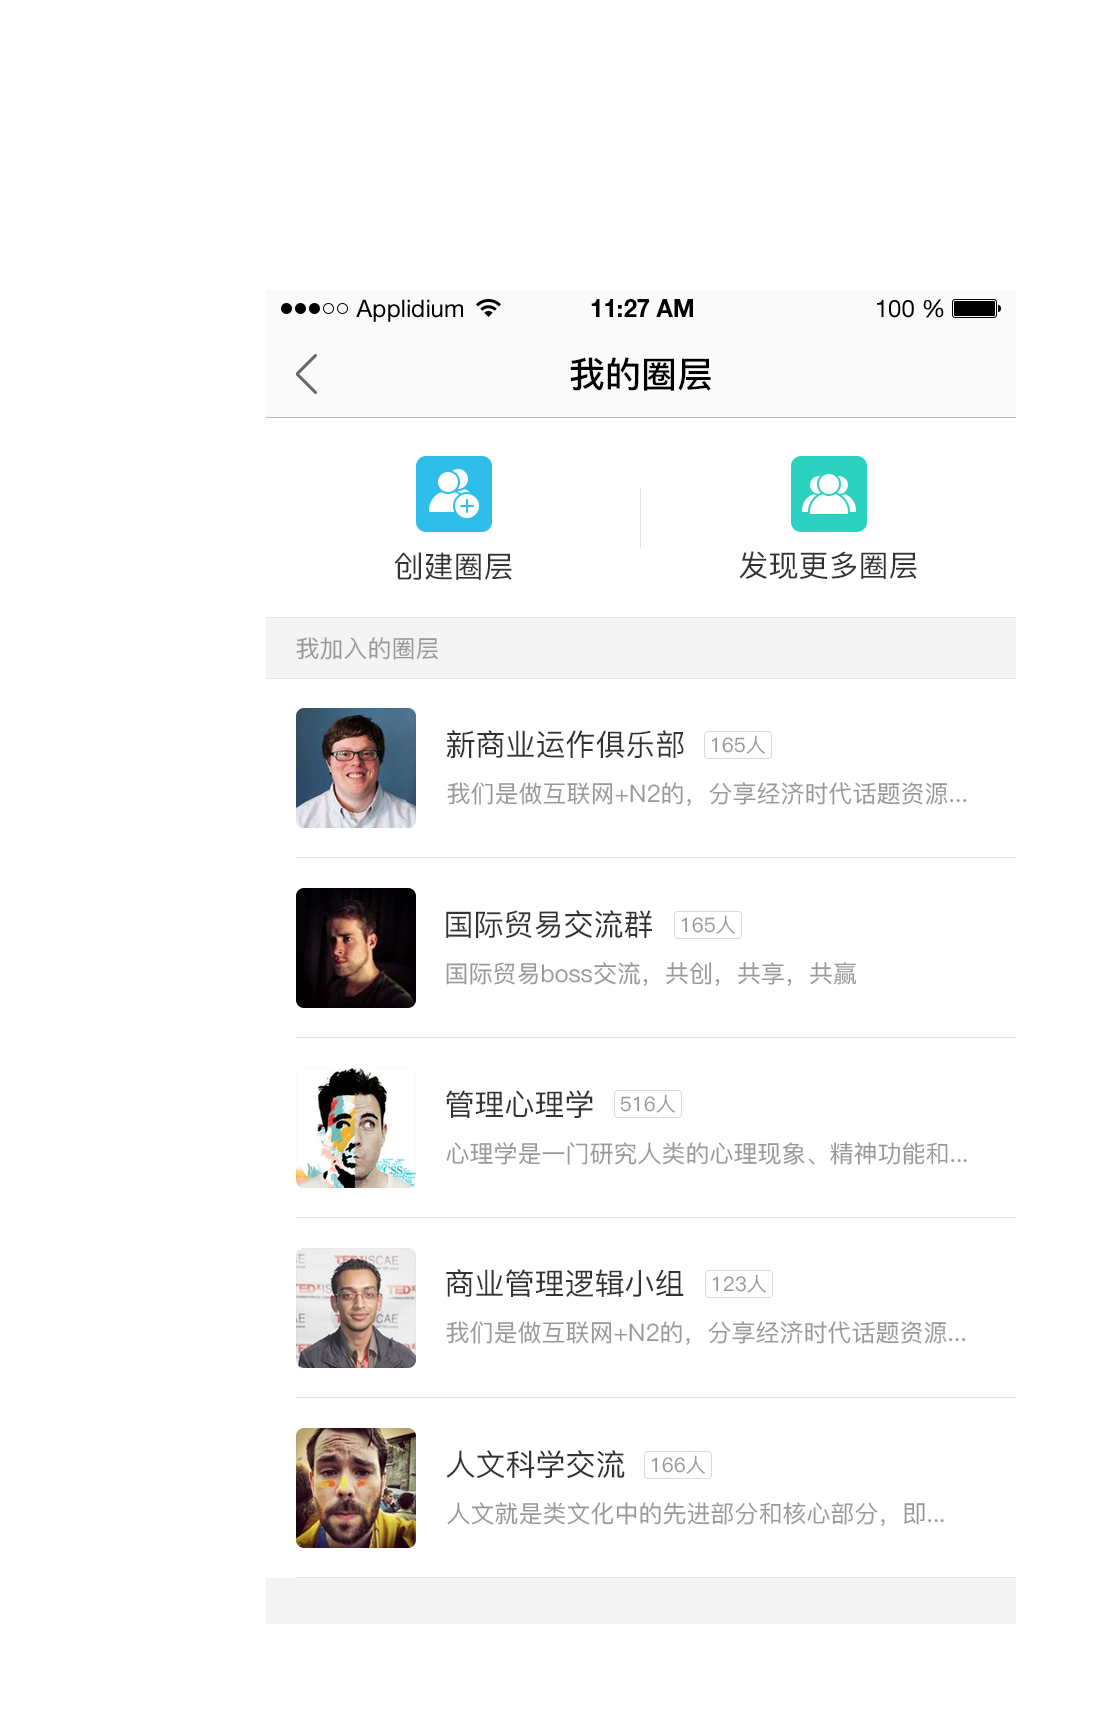 Applidium 11:27 AM 100 %
我的圈层
创建圈层 发现更多圈层
我加入的圈层
新商业运作俱乐部 165人
我们是做互联网+N2的，分享经济时代话题资源...
国际贸易交流群 165人
国际贸易boss交流，共创，共享，共赢
管理心理学 516人
心理学是一门研究人类的心理现象、精神功能和...
CSS
商业管理逻辑小组 123人
我们是做互联网+N2的，分享经济时代话题资源...
人文科学交流 166人
人文就是类文化中的先进部分和核心部分，即...